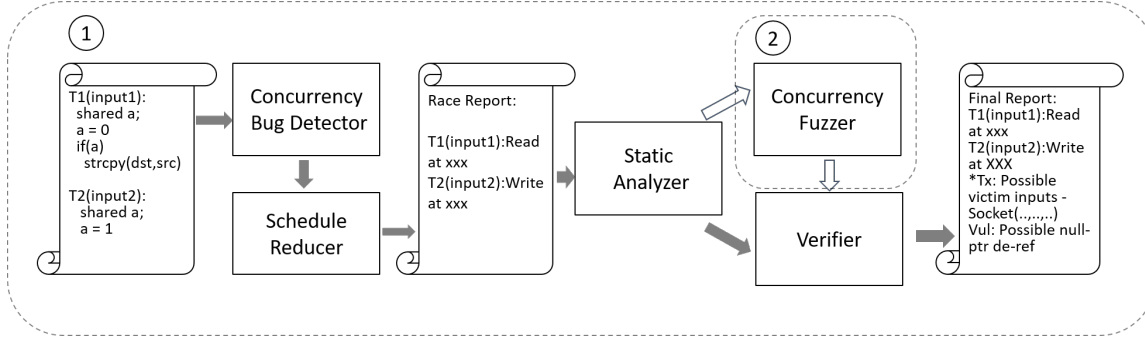 1
T1(input1):
shared a;
a = 0
if(a)
strcpy(dst,src)
T2(input2):
shared a;
a = 1
Concurrency
Bug Detector
Schedule
Reducer
Race Report:
T1(input1):Read
at xxx
T2(input2):Write
at xxx
Static
Analyzer
2
Concurrency
Fuzzer
Verifier
Final Report:
T1(input1):Read
at xxx
T2(input2):Write
at XXX
*Tx: Possible
victim inputs -
Socket(..,..,..)
Vul: Possible null-
ptr de-ref